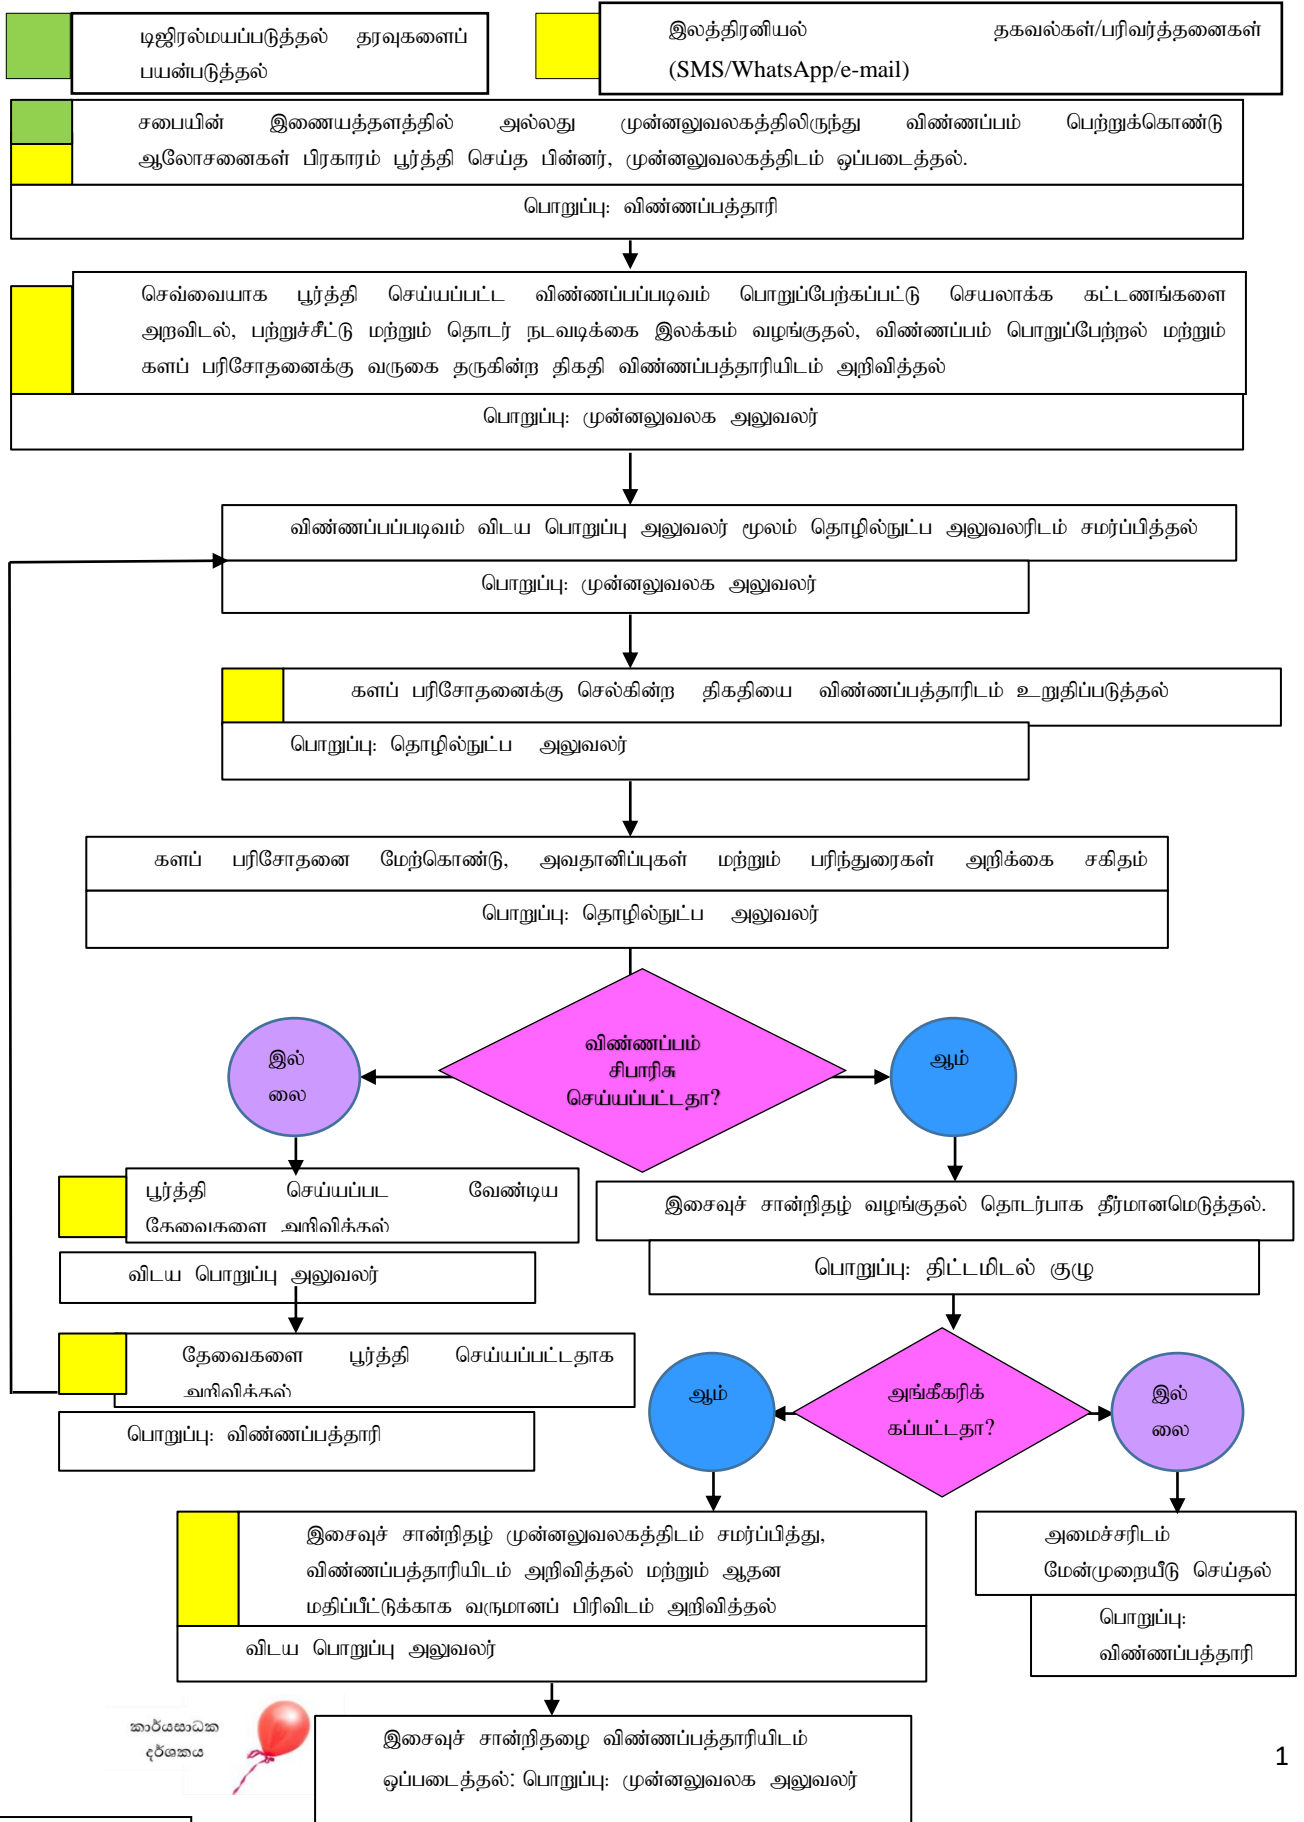 டிஜிரல்மயப்படுத்தல் தரவுகளைப்
பயன்படுத்தல்
இலத்திரனியல் தகவல்கள்/பரிவர்த்தனைகள்
(SMS/WhatsApp/e-mail)
சபையின் இணையத்தளத்தில் அல்லது முன்னலுவலகத்திலிருந்து விண்ணப்பம் பெற்றுக்கொண்டு
ஆலோசனைகள் பிரகாரம் பூர்த்தி செய்த பின்னர், முன்னலுவலகத்திடம் ஒப்படைத்தல்.
பொறுப்பு: விண்ணப்பத்தாரி
செவ்வையாக பூர்த்தி செய்யப்பட்ட விண்ணப்பப்படிவம் பொறுப்பேற்கப்பட்டு செயலாக்க கட்டணங்களை
அறவிடல், பற்றுச்சீட்டு மற்றும் தொடர் நடவடிக்கை இலக்கம் வழங்குதல், விண்ணப்பம் பொறுப்பேற்றல் மற்றும்
களப் பரிசோதனைக்கு வருகை தருகின்ற திகதி விண்ணப்பத்தாரியிடம் அறிவித்தல்
பொறுப்பு: முன்னலுவலக அலுவலர்
விண்ணப்பப்படிவம் விடய பொறுப்பு அலுவலர் மூலம் தொழில்நுட்ப அலுவலரிடம் சமர்ப்பித்தல்
பொறுப்பு: முன்னலுவலக அலுவலர்
களப் பரிசோதனைக்கு செல்கின்ற திகதியை விண்ணப்பத்தாரிடம் உறுதிப்படுத்தல்
பொறுப்பு: தொழில்நுட்ப அலுவலர்
களப் பரிசோதனை மேற்கொண்டு, அவதானிப்புகள் மற்றும் பரிந்துரைகள் அறிக்கை சகிதம்
பொறுப்பு: தொழில்நுட்ப அலுவலர்
விண்ணப்பம்
சிபாரிசு
செய்யப்பட்டதா?
இல்
லை
ஆம்
பூர்த்தி செய்யப்பட வேண்டிய
தேவைகளை அறிவித்தல்
விடய பொறுப்பு அலுவலர்
இசைவுச் சான்றிதழ் வழங்குதல் தொடர்பாக தீர்மானமெடுத்தல்.
பொறுப்பு: திட்டமிடல் குழு
தேவைகளை பூர்த்தி செய்யப்பட்டதாக
அறிவித்தல்
பொறுப்பு: விண்ணப்பத்தாரி
ஆம்
அங்கீகரிக்
கப்பட்டதா?
இல்
லை
இசைவுச் சான்றிதழ் முன்னலுவலகத்திடம் சமர்ப்பித்து,
விண்ணப்பத்தாரியிடம் அறிவித்தல் மற்றும் ஆதன
மதிப்பீட்டுக்காக வருமானப் பிரிவிடம் அறிவித்தல்
விடய பொறுப்பு அலுவலர்
அமைச்சரிடம்
மேன்முறையீடு செய்தல்
பொறுப்பு:
விண்ணப்பத்தாரி
කාර්යසාධක
දර්ශකය
இசைவுச் சான்றிதழை விண்ணப்பத்தாரியிடம்
ஒப்படைத்தல்: பொறுப்பு: முன்னலுவலக அலுவலர்
1